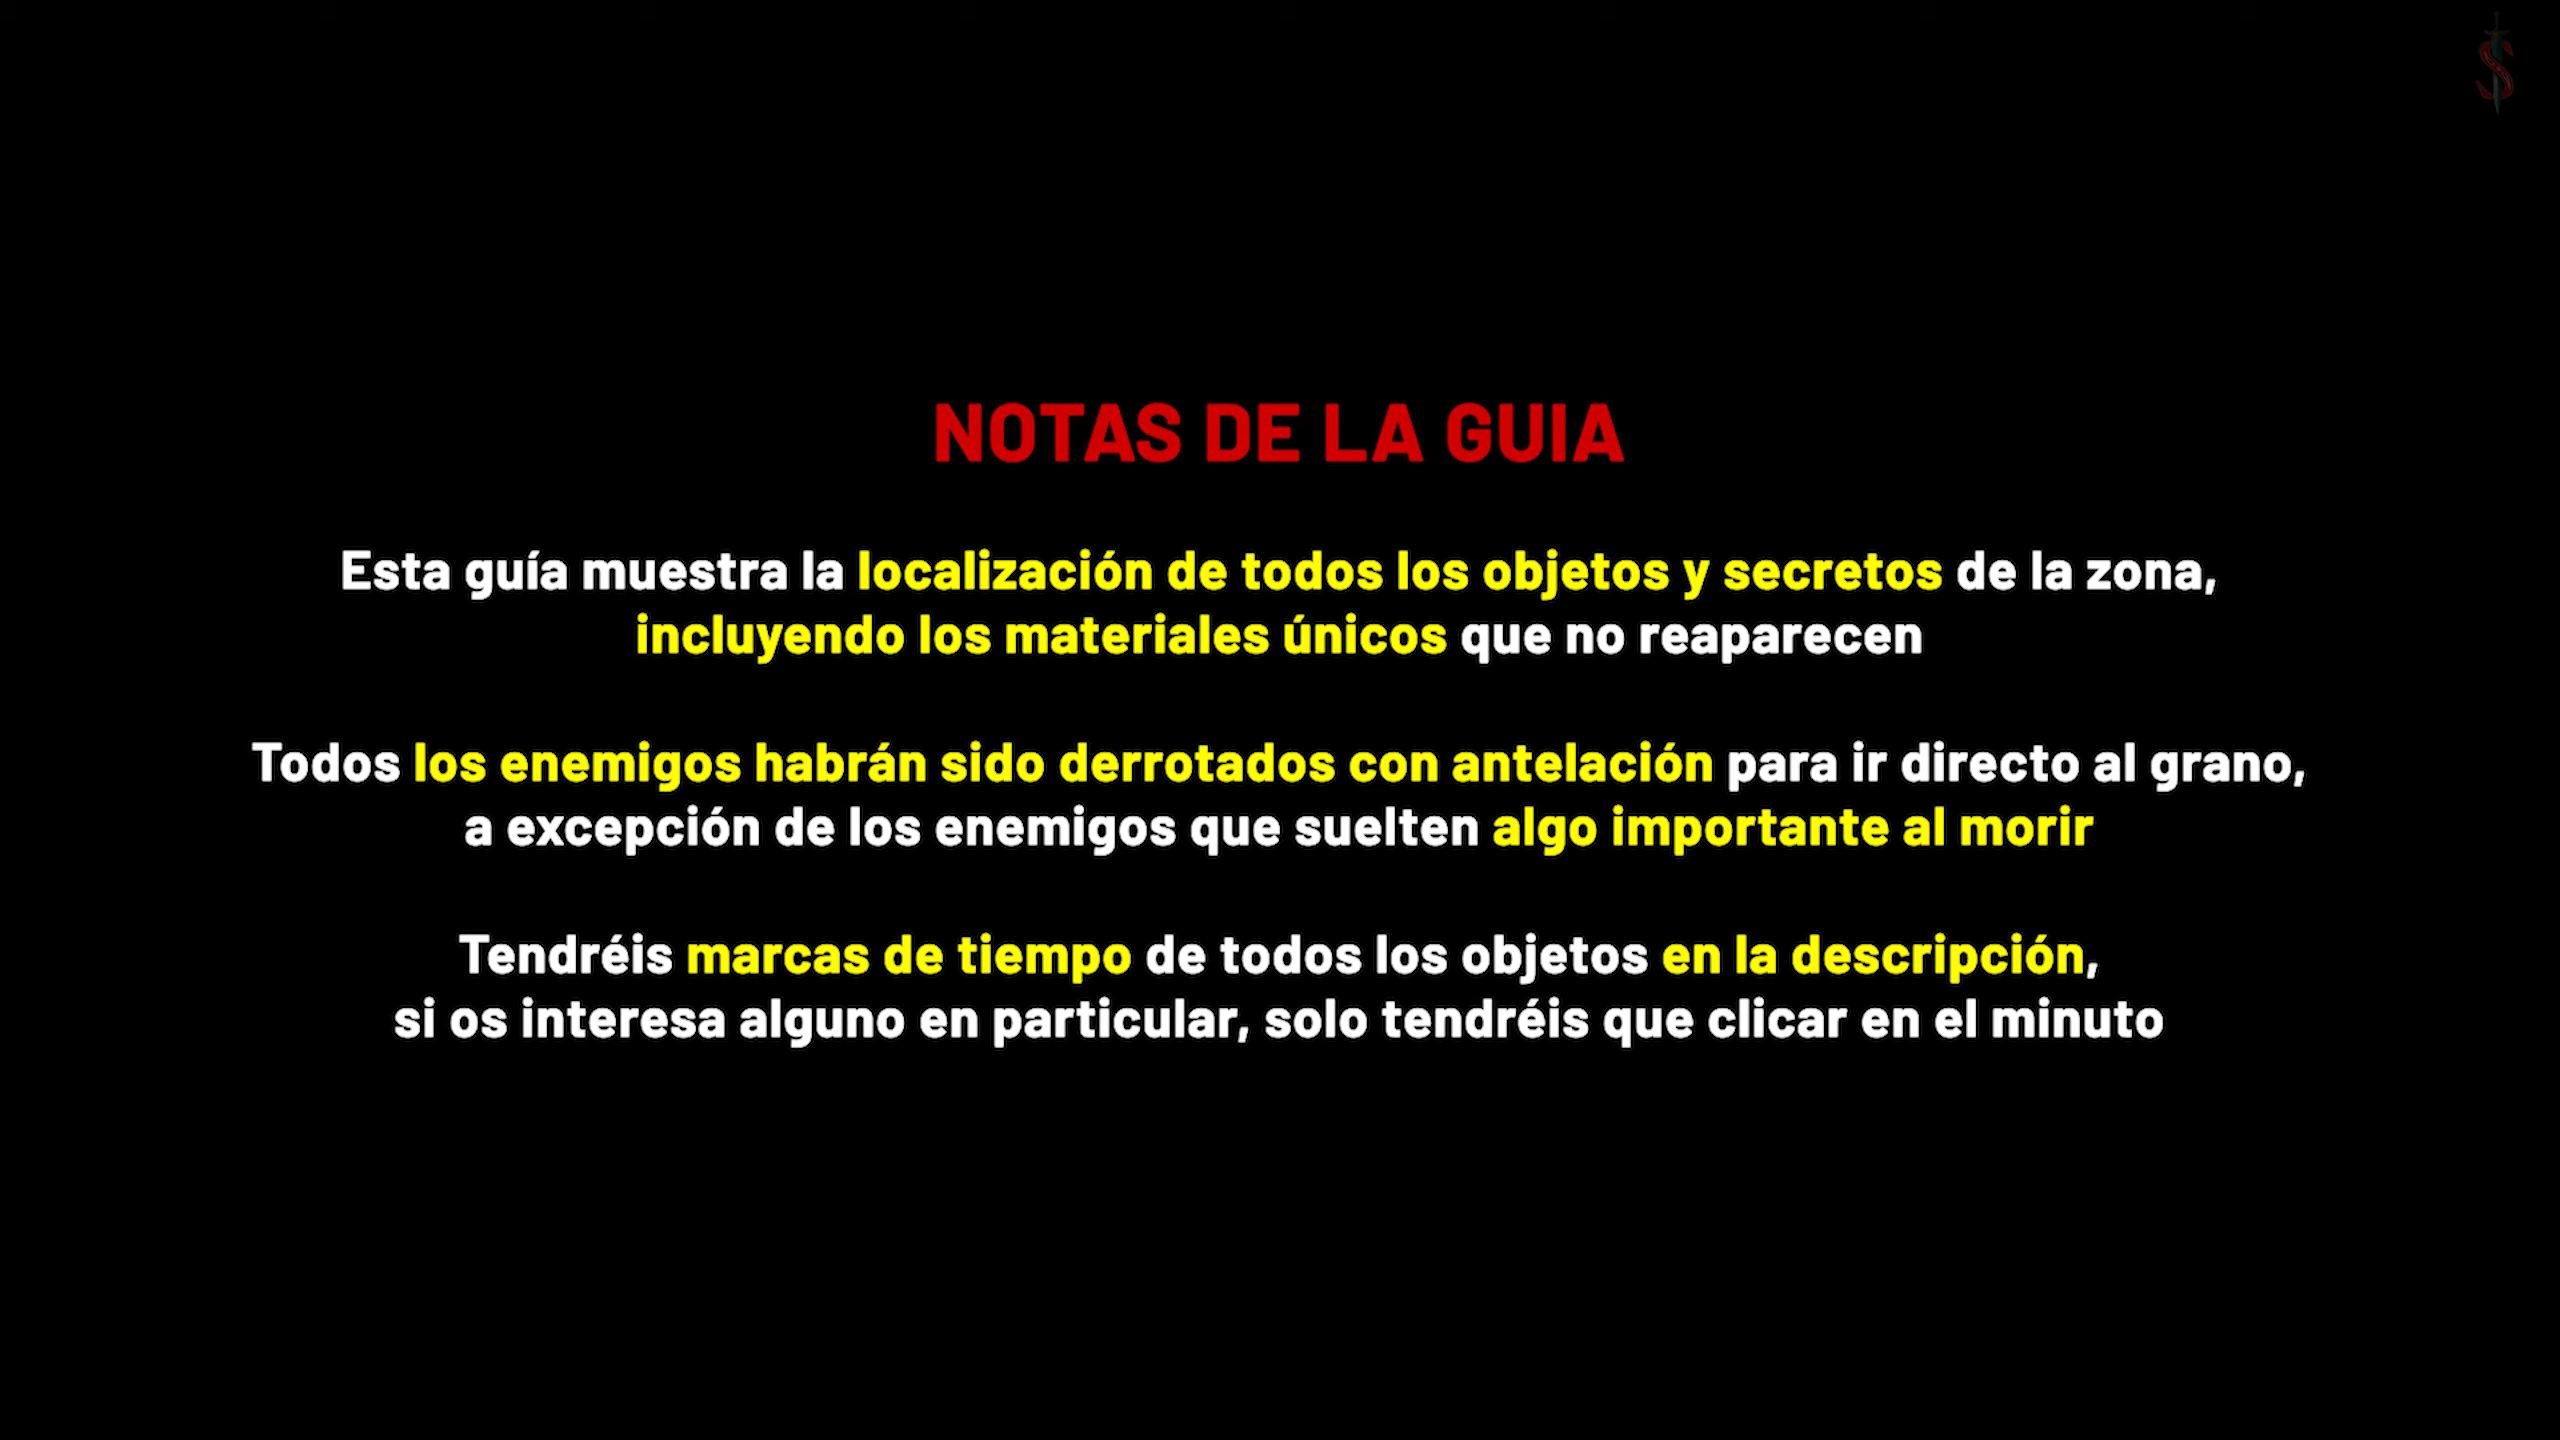 NOTAS DE LA GUIA
Esta guía muestra la localización de todos los objetos y secretos de la zona,
incluyendo los materiales únicos que no reaparecen
Todos los enemigos habrán sido derrotados con antelación para ir directo al grano,
a excepción de los enemigos que suelten algo importante al morir
Tendréis marcas de tiempo de todos los objetos en la descripción,
si os interesa alguno en particular, solo tendréis que clicar en el minuto